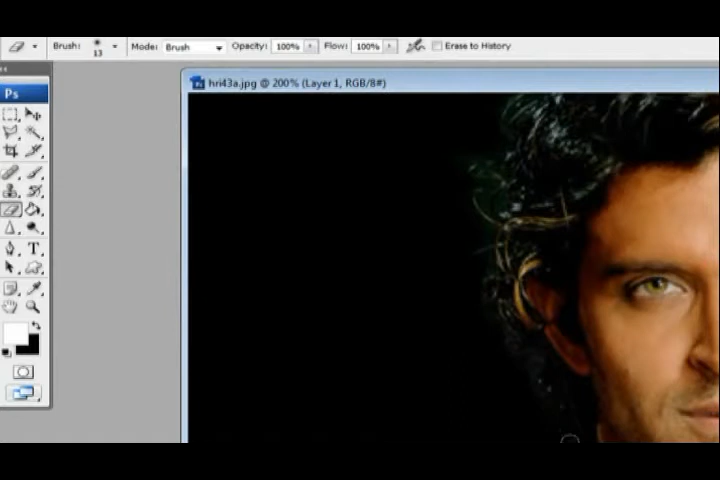 Brush: 13 Mode: Brush Opacity: 100% Flow: 100% Erase to History
hri43a.jpg @ 200% (Layer 1, RGB/8#)
Ps
T